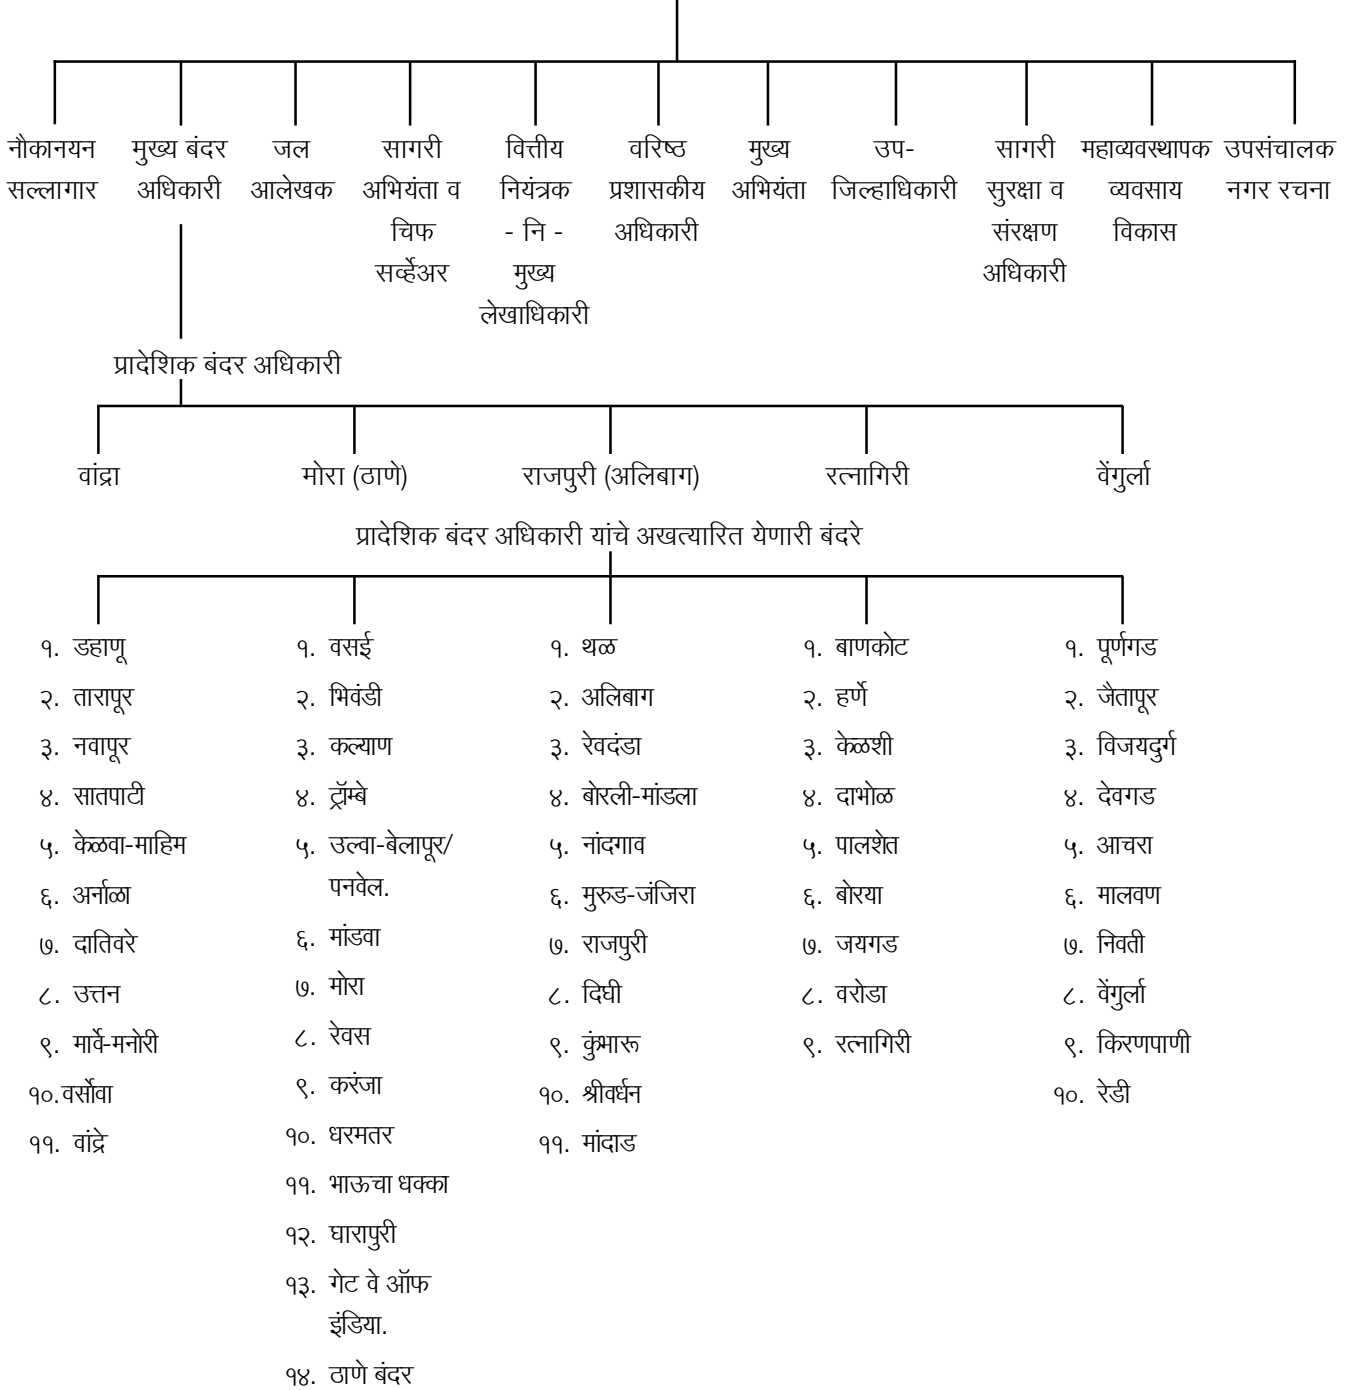 नौकानयन
सल्लागार
मुख्य बंदर
अधिकारी
जल
आलेखक
सागरी
अभियंता व
चिफ
सर्व्हेअर
वित्तीय
नियंत्रक
- नि -
मुख्य
लेखाधिकारी
वरिष्ठ
प्रशासकीय
अधिकारी
मुख्य
अभियंता
उप-
जिल्हाधिकारी
सागरी
सुरक्षा व
संरक्षण
अधिकारी
महाव्यवस्थापक
व्यवसाय
विकास
उपसंचालक
नगर रचना
प्रादेशिक बंदर अधिकारी
वांद्रा
मोरा (ठाणे)
राजपुरी (अलिबाग)
रत्नागिरी
वेंगुर्ला
प्रादेशिक बंदर अधिकारी यांचे अखत्यारित येणारी बंदरे
१. डहाणू
२. तारापूर
३. नवापूर
४. सातपाटी
५. केळवा-माहिम
६. अर्नाळा
७. दातिवरे
८. उत्तन
९. मार्वे-मनोरी
१०.वर्सोवा
११. वांद्रे
१. वसई
२. भिवंडी
३. कल्याण
४. ट्रॉम्बे
५. उल्वा-बेलापूर/
पनवेल.
६. मांडवा
७. मोरा
८. रेवस
९. करंजा
१०. धरमतर
११. भाऊचा धक्का
१२. घारापुरी
१३. गेट वे ऑफ
इंडिया.
१४. ठाणे बंदर
१. थळ
२. अलिबाग
३. रेवदंडा
४. बोरली-मांडला
५. नांदगाव
६. मुरुड-जंजिरा
७. राजपुरी
८. दिघी
९. कुंभारू
१०. श्रीवर्धन
११. मांदाड
१. बाणकोट
२. हर्णे
३. केळशी
४. दाभोळ
५. पालशेत
६. बोरया
७. जयगड
८. वरोडा
९. रत्नागिरी
१. पूर्णगड
२. जैतापूर
३. विजयदुर्ग
४. देवगड
५. आचरा
६. मालवण
७. निवती
८. वेंगुर्ला
९. किरणपाणी
१०. रेडी